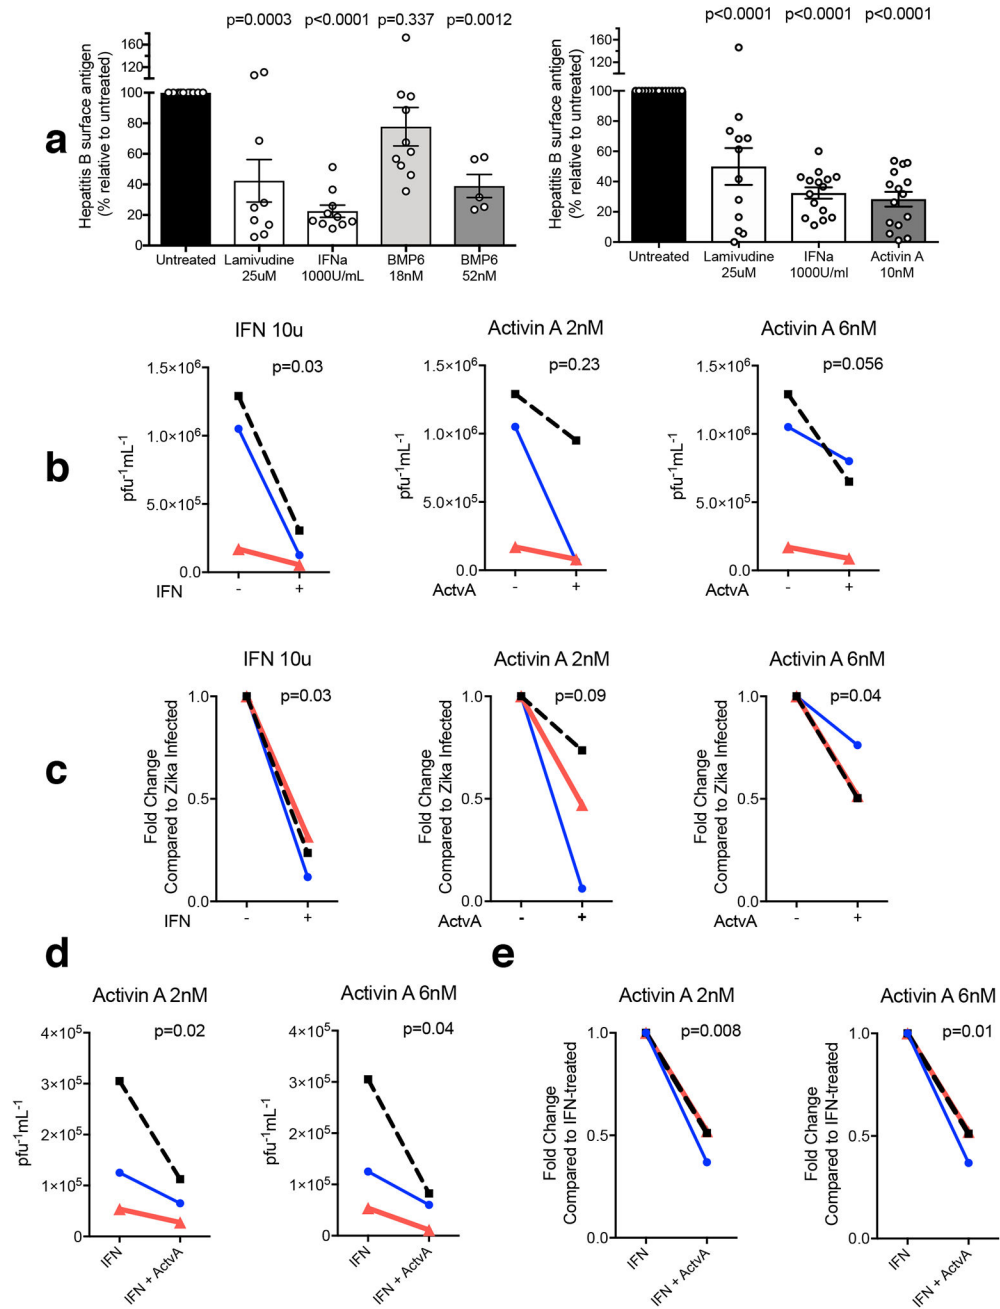 a
p=0.0003 p<0.0001 p=0.337 p=0.0012
Hepatitis B surface antigen
(% relative to untreated)
160
120
100
80
60
40
20
0
Untreated Lamivudine IFNa BMP6 BMP6
25uM 1000U/mL 18nM 52nM
p<0.0001 p<0.0001 p<0.0001
Hepatitis B surface antigen
(% relative to untreated)
160
120
100
80
60
40
20
0
Untreated Lamivudine IFNa Activin A
25uM 1000U/ml 10nM
b
IFN 10u
p=0.03
pfu⁻¹mL⁻¹
1.5×10⁶
1.0×10⁶
5.0×10⁵
0.0
IFN - +
Activin A 2nM
p=0.23
pfu⁻¹mL⁻¹
1.5×10⁶
1.0×10⁶
5.0×10⁵
0.0
ActvA - +
Activin A 6nM
p=0.056
pfu⁻¹mL⁻¹
1.5×10⁶
1.0×10⁶
5.0×10⁵
0.0
ActvA - +
c
IFN 10u
p=0.03
Fold Change
Compared to Zika Infected
1.0
0.5
0.0
IFN - +
Activin A 2nM
p=0.09
Fold Change
Compared to Zika Infected
1.0
0.5
0.0
ActvA - +
Activin A 6nM
p=0.04
Fold Change
Compared to Zika Infected
1.0
0.5
0.0
ActvA - +
d
Activin A 2nM
p=0.02
pfu⁻¹mL⁻¹
4×10⁵
3×10⁵
2×10⁵
1×10⁵
0
IFN IFN + ActvA
Activin A 6nM
p=0.04
pfu⁻¹mL⁻¹
4×10⁵
3×10⁵
2×10⁵
1×10⁵
0
IFN IFN + ActvA
e
Activin A 2nM
p=0.008
Fold Change
Compared to IFN-treated
1.0
0.5
0.0
IFN IFN + ActvA
Activin A 6nM
p=0.01
Fold Change
Compared to IFN-treated
1.0
0.5
0.0
IFN IFN + ActvA